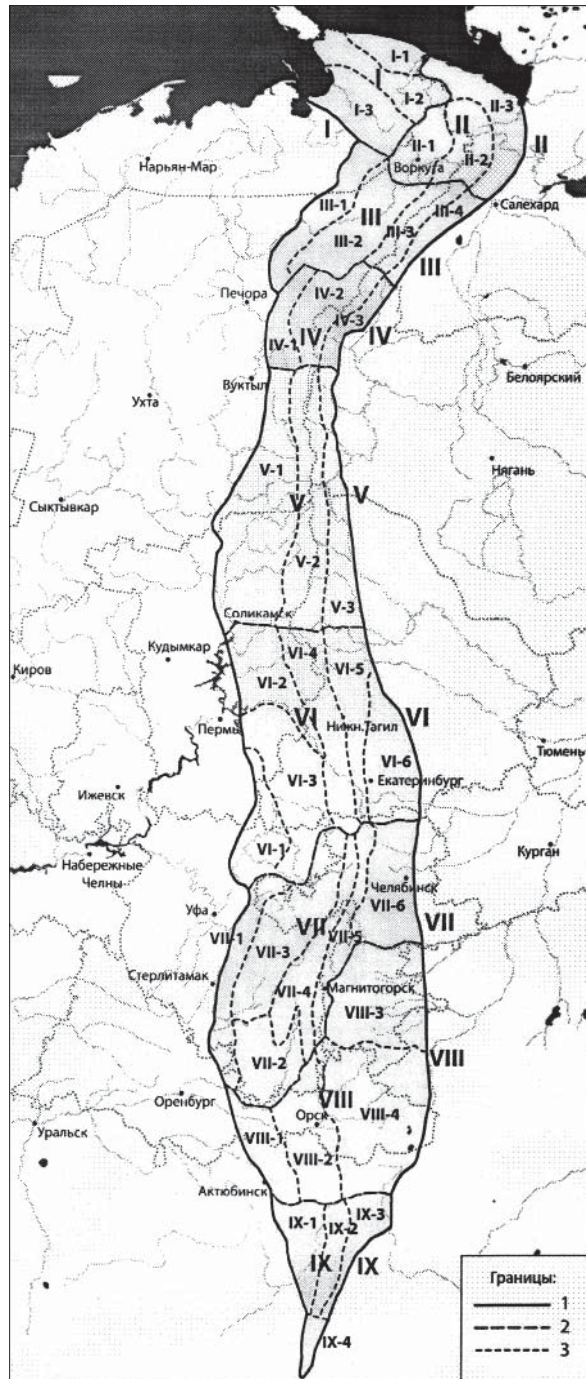 I-1
I
I-2
II-3
I-3
I
II-1
II
II
II-2
Воркута
Нарьян-Мар
III-1
III
III-4
Салехард
III-2
III-3
III
Печора
IV-2
IV-3
IV-1
IV
IV
Вуктыл
Белоярский
Ухта
V-1
Нягань
Сыктывкар
V
V
V-2
V-3
Соликамск
Кудымкар
VI-4
VI-5
Киров
VI-2
VI
VI
Пермь
Нижн.Тагил
Тюмень
VI-6
VI-3
Екатеринбург
Ижевск
VI-1
Курган
Набережные
Челны
Челябинск
VII-6
Уфа
VII
VII
VII-1
VII-5
VII-3
Стерлитамак
VII-4
Магнитогорск
VIII-3
VIII
VII-2
VIII
Оренбург
Орск
VIII-4
Уральск
VIII-1
VIII-2
Актюбинск
IX-1
IX-2
IX-3
IX
IX
IX-4
Границы:
1
2
3